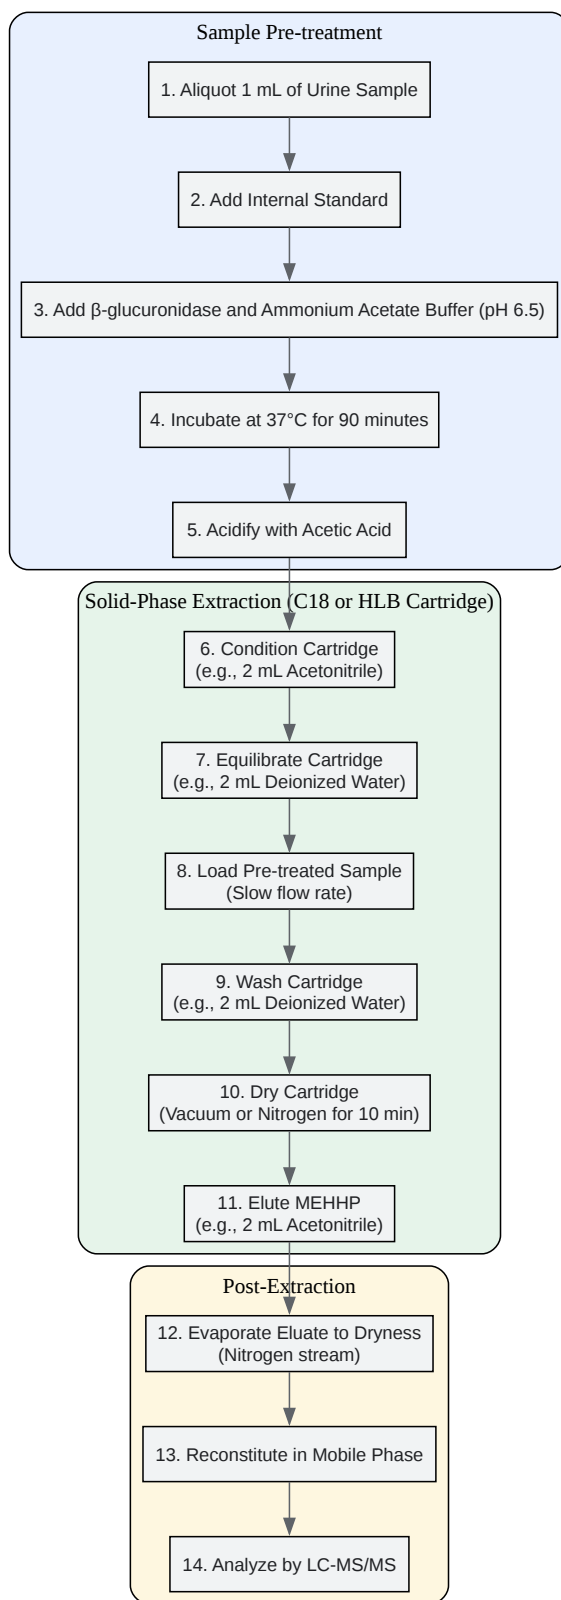 Sample Pre-treatment
1. Aliquot 1 mL of Urine Sample
2. Add Internal Standard
3. Add β-glucuronidase and Ammonium Acetate Buffer (pH 6.5)
4. Incubate at 37°C for 90 minutes
5. Acidify with Acetic Acid
Solid-Phase Extraction (C18 or HLB Cartridge)
6. Condition Cartridge
(e.g., 2 mL Acetonitrile)
7. Equilibrate Cartridge
(e.g., 2 mL Deionized Water)
8. Load Pre-treated Sample
(Slow flow rate)
9. Wash Cartridge
(e.g., 2 mL Deionized Water)
10. Dry Cartridge
(Vacuum or Nitrogen for 10 min)
11. Elute MEHHP
(e.g., 2 mL Acetonitrile)
Post-Extraction
12. Evaporate Eluate to Dryness
(Nitrogen stream)
13. Reconstitute in Mobile Phase
14. Analyze by LC-MS/MS